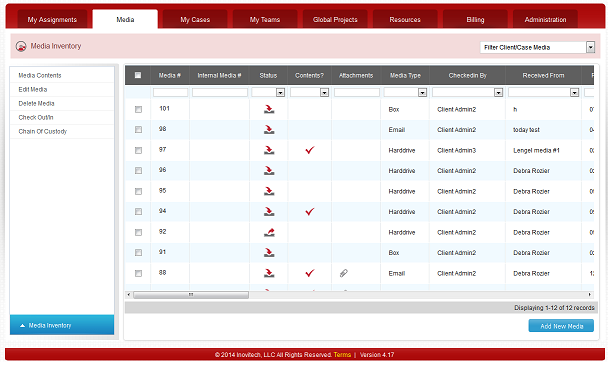 My Assignments Media My Cases My Teams Global Projects Resources Billing Administration
Media Inventory
Filter Client/Case Media
Media Contents
Edit Media
Delete Media
Check Out/In
Chain Of Custody
Media Inventory
Media # Internal Media # Status Contents? Attachments Media Type Checkedin By Received From
101 Box Client Admin2 h
98 Email Client Admin2 today test
97 Harddrive Client Admin3 Lengel media #1
96 Harddrive Client Admin2 Debra Rozier
95 Harddrive Client Admin2 Debra Rozier
94 Harddrive Client Admin2 Debra Rozier
92 Harddrive Client Admin2 Debra Rozier
91 Box Client Admin2 Debra Rozier
88 Email Client Admin2 Debra Rozier
Displaying 1-12 of 12 records
Add New Media
© 2014 Inovitech, LLC All Rights Reserved. Terms | Version 4.17